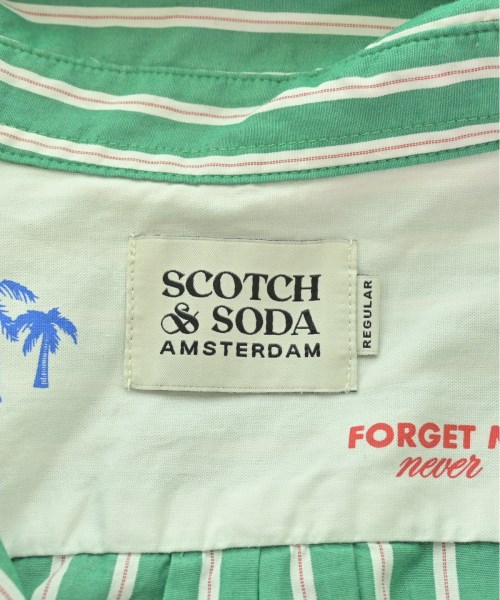 SCOTCH
& SODA
AMSTERDAM
REGULAR
FORGET
never